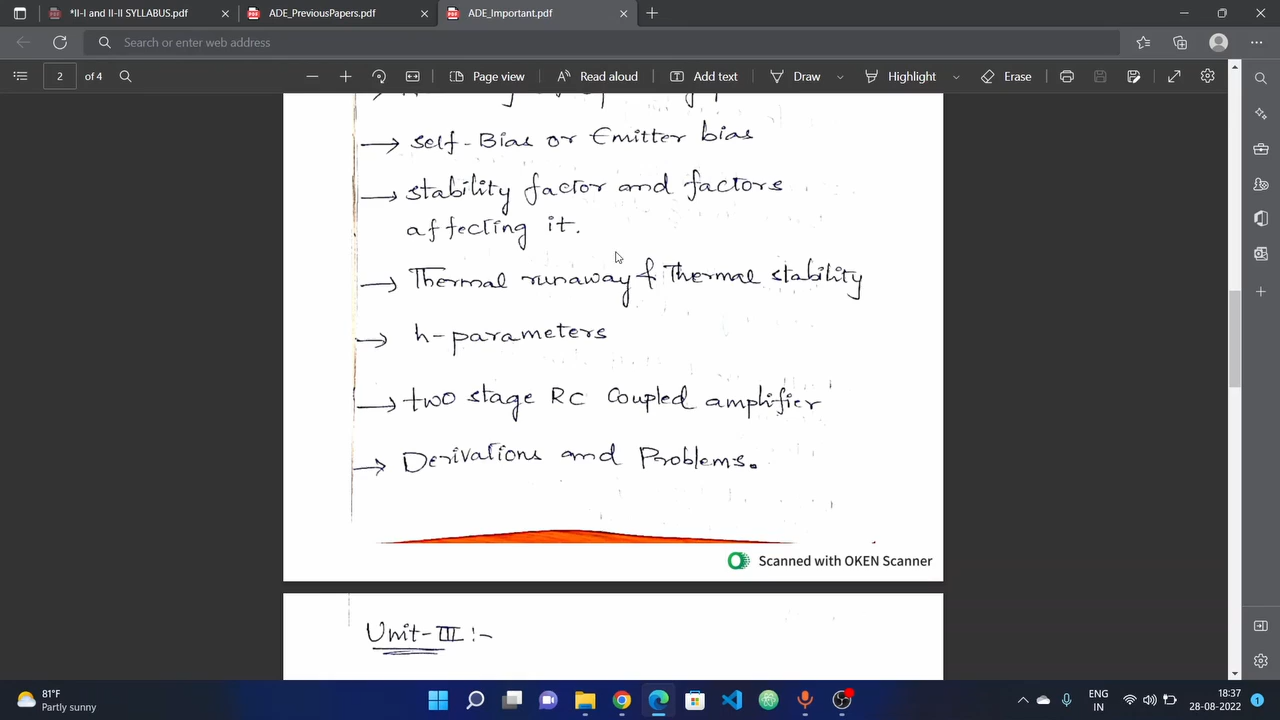 *II-I and II-II SYLLABUS.pdf
ADE_PreviousPapers.pdf
ADE_Important.pdf
Search or enter web address
2 of 4
Page view
Read aloud
Add text
Draw
Highlight
Erase
→ self-Bias or Emitter bias
→ stability factor and factors
affecting it.
→ Thermal runaway & Thermal stability
→ h-parameters
→ two stage RC Coupled amplifier
→ Derivations and Problems.
Scanned with OKEN Scanner
Unit-III :-
81°F
Partly sunny
ENG
IN
18:37
28-08-2022
1